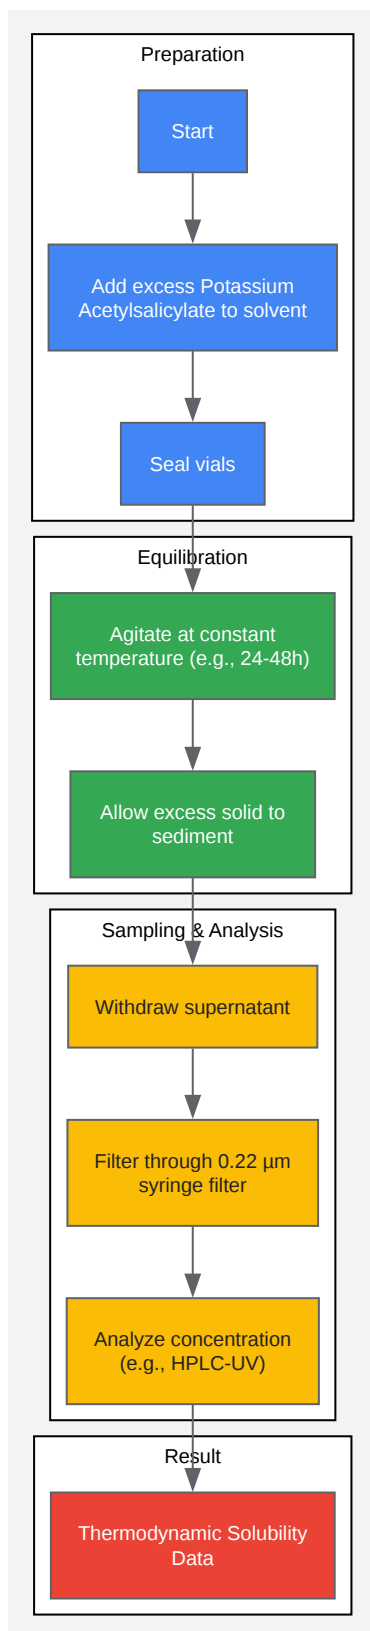 Preparation
Start
Add excess Potassium
Acetylsalicylate to solvent
Seal vials
Equilibration
Agitate at constant
temperature (e.g., 24-48h)
Allow excess solid to
sediment
Sampling & Analysis
Withdraw supernatant
Filter through 0.22 µm
syringe filter
Analyze concentration
(e.g., HPLC-UV)
Result
Thermodynamic Solubility
Data